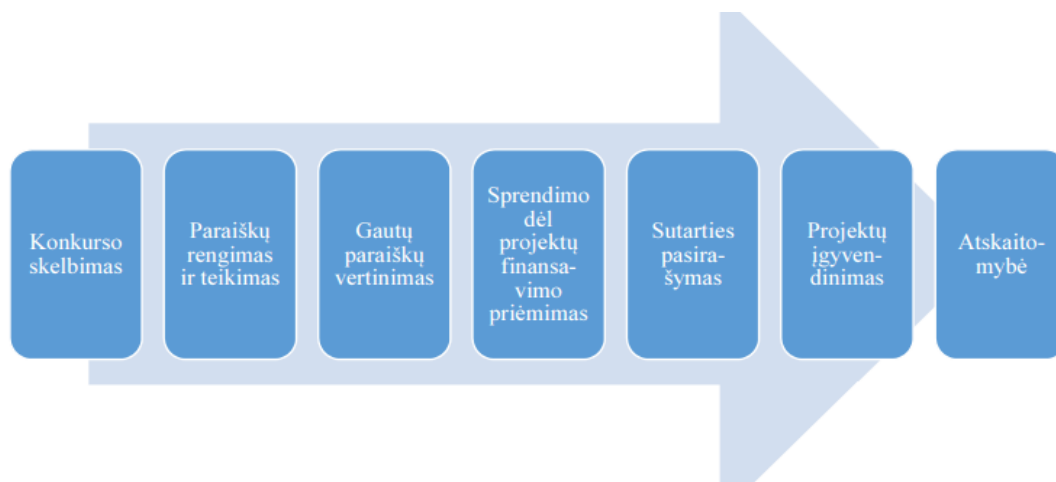 Konkurso
skelbimas
Paraiškų
rengimas
ir teikimas
Gautų
paraiškų
vertinimas
Sprendimo
dėl
projektų
finansa-
vimo
priėmimas
Sutarties
pasira-
šymas
Projektų
įgyven-
dinimas
Atskaito-
mybė